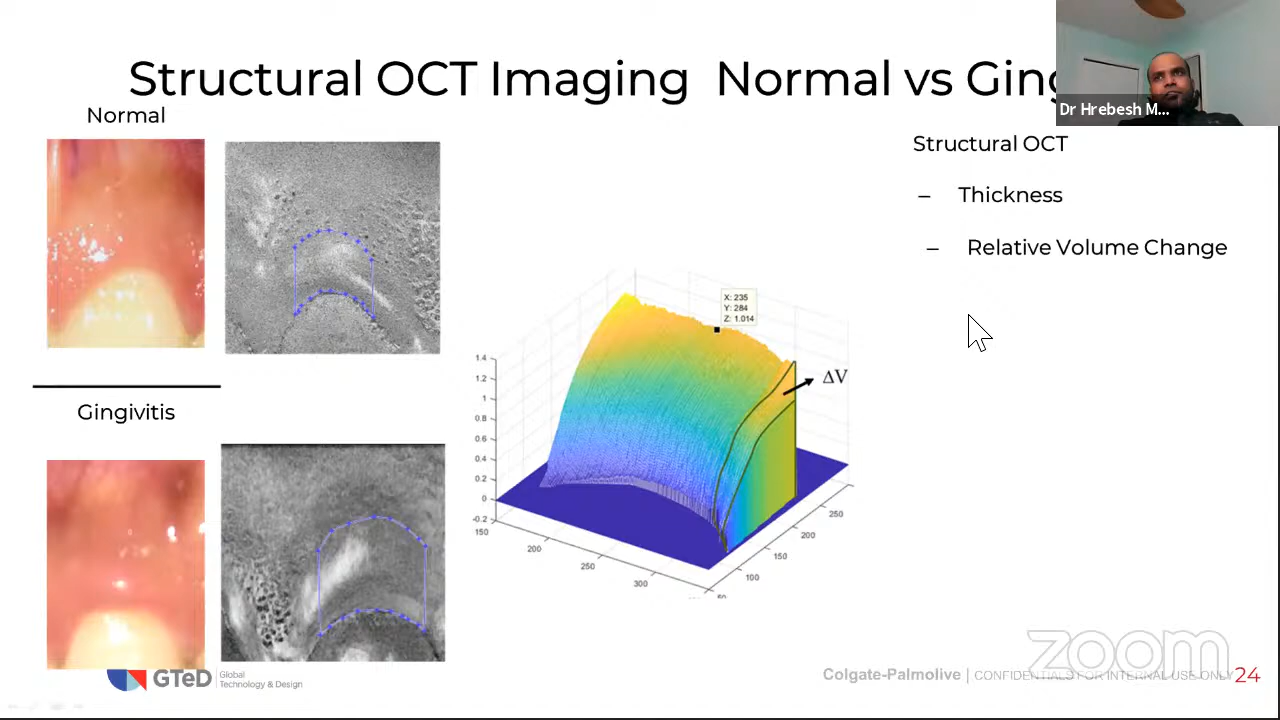 Structural OCT Imaging Normal vs Ging
Dr Hrebesh M...
Normal
Structural OCT
– Thickness
– Relative Volume Change
X: 235
Y: 284
Z: 1.014
ΔV
1.4
1.2
1
0.8
0.6
0.4
0.2
0
-0.2
150
200
250
300
50
100
150
200
250
Gingivitis
zoom
GTeD Global
Technology & Design
Colgate-Palmolive | CONFIDENTIALS FOR INTERNAL USE ONLY 24